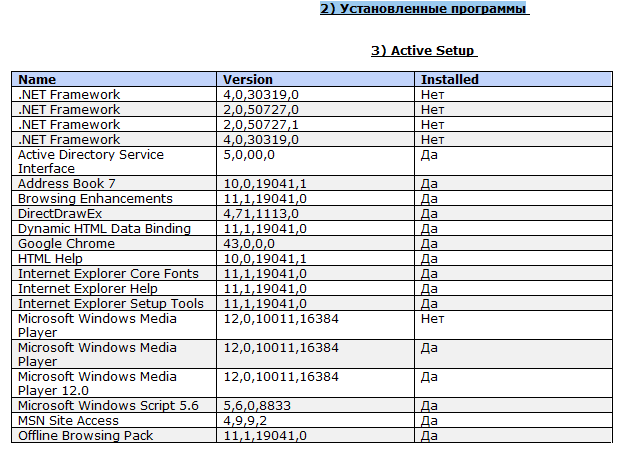 2) Установленные программы
3) Active Setup
Name Version Installed
.NET Framework 4,0,30319,0 Нет
.NET Framework 2,0,50727,0 Нет
.NET Framework 2,0,50727,1 Нет
.NET Framework 4,0,30319,0 Нет
Active Directory Service 5,0,00,0 Да
Interface
Address Book 7 10,0,19041,1 Да
Browsing Enhancements 11,1,19041,0 Да
DirectDrawEx 4,71,1113,0 Да
Dynamic HTML Data Binding 11,1,19041,0 Да
Google Chrome 43,0,0,0 Да
HTML Help 10,0,19041,1 Да
Internet Explorer Core Fonts 11,1,19041,0 Да
Internet Explorer Help 11,1,19041,0 Да
Internet Explorer Setup Tools 11,1,19041,0 Да
Microsoft Windows Media 12,0,10011,16384 Нет
Player
Microsoft Windows Media 12,0,10011,16384 Да
Player
Microsoft Windows Media 12,0,10011,16384 Да
Player 12.0
Microsoft Windows Script 5.6 5,6,0,8833 Да
MSN Site Access 4,9,9,2 Да
Offline Browsing Pack 11,1,19041,0 Да